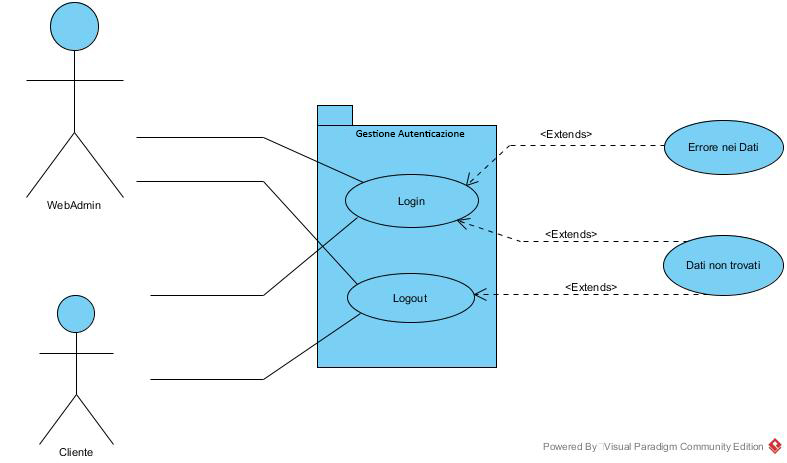 WebAdmin
Gestione Autenticazione
Login
Logout
<Extends>
<Extends>
<Extends>
Errore nei Dati
Dati non trovati
Cliente
Powered By Visual Paradigm Community Edition